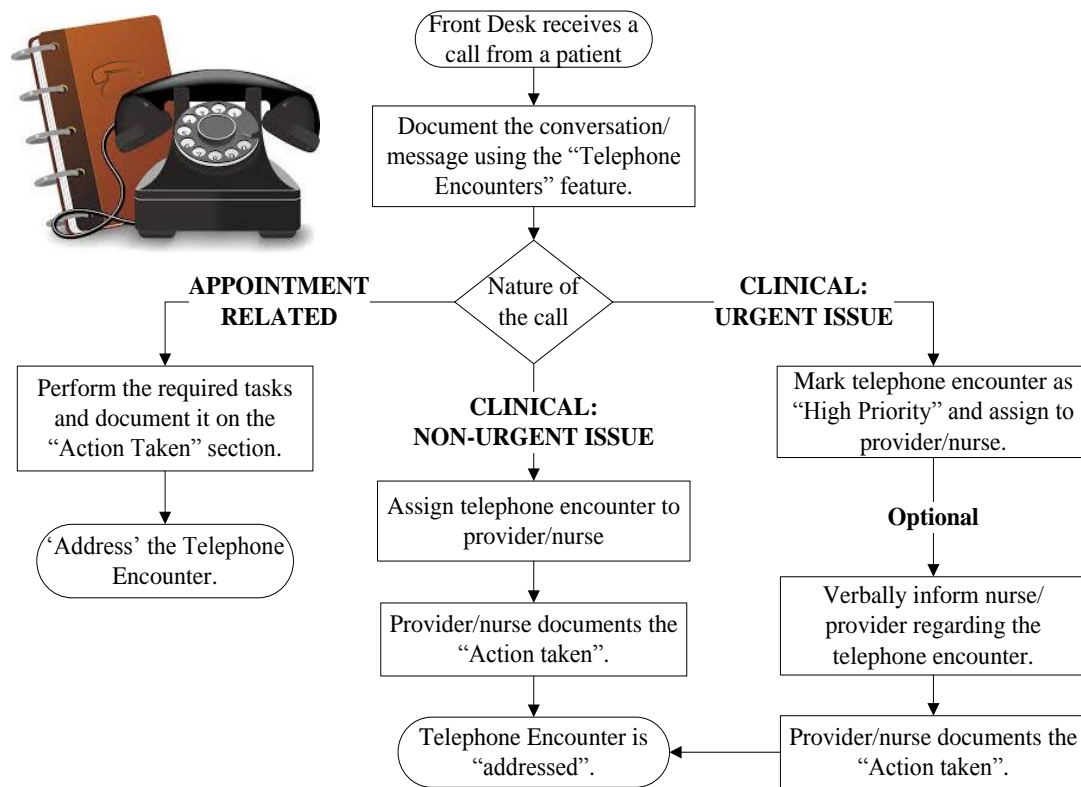 Front Desk receives a
call from a patient
Document the conversation/
message using the “Telephone
Encounters” feature.
Nature of
the call
APPOINTMENT
RELATED
Perform the required tasks
and document it on the
“Action Taken” section.
‘Address’ the Telephone
Encounter.
CLINICAL:
NON-URGENT ISSUE
Assign telephone encounter to
provider/nurse
Provider/nurse documents the
“Action taken”.
Telephone Encounter is
“addressed”.
CLINICAL:
URGENT ISSUE
Mark telephone encounter as
“High Priority” and assign to
provider/nurse.
Optional
Verbally inform nurse/
provider regarding the
telephone encounter.
Provider/nurse documents the
“Action taken”.